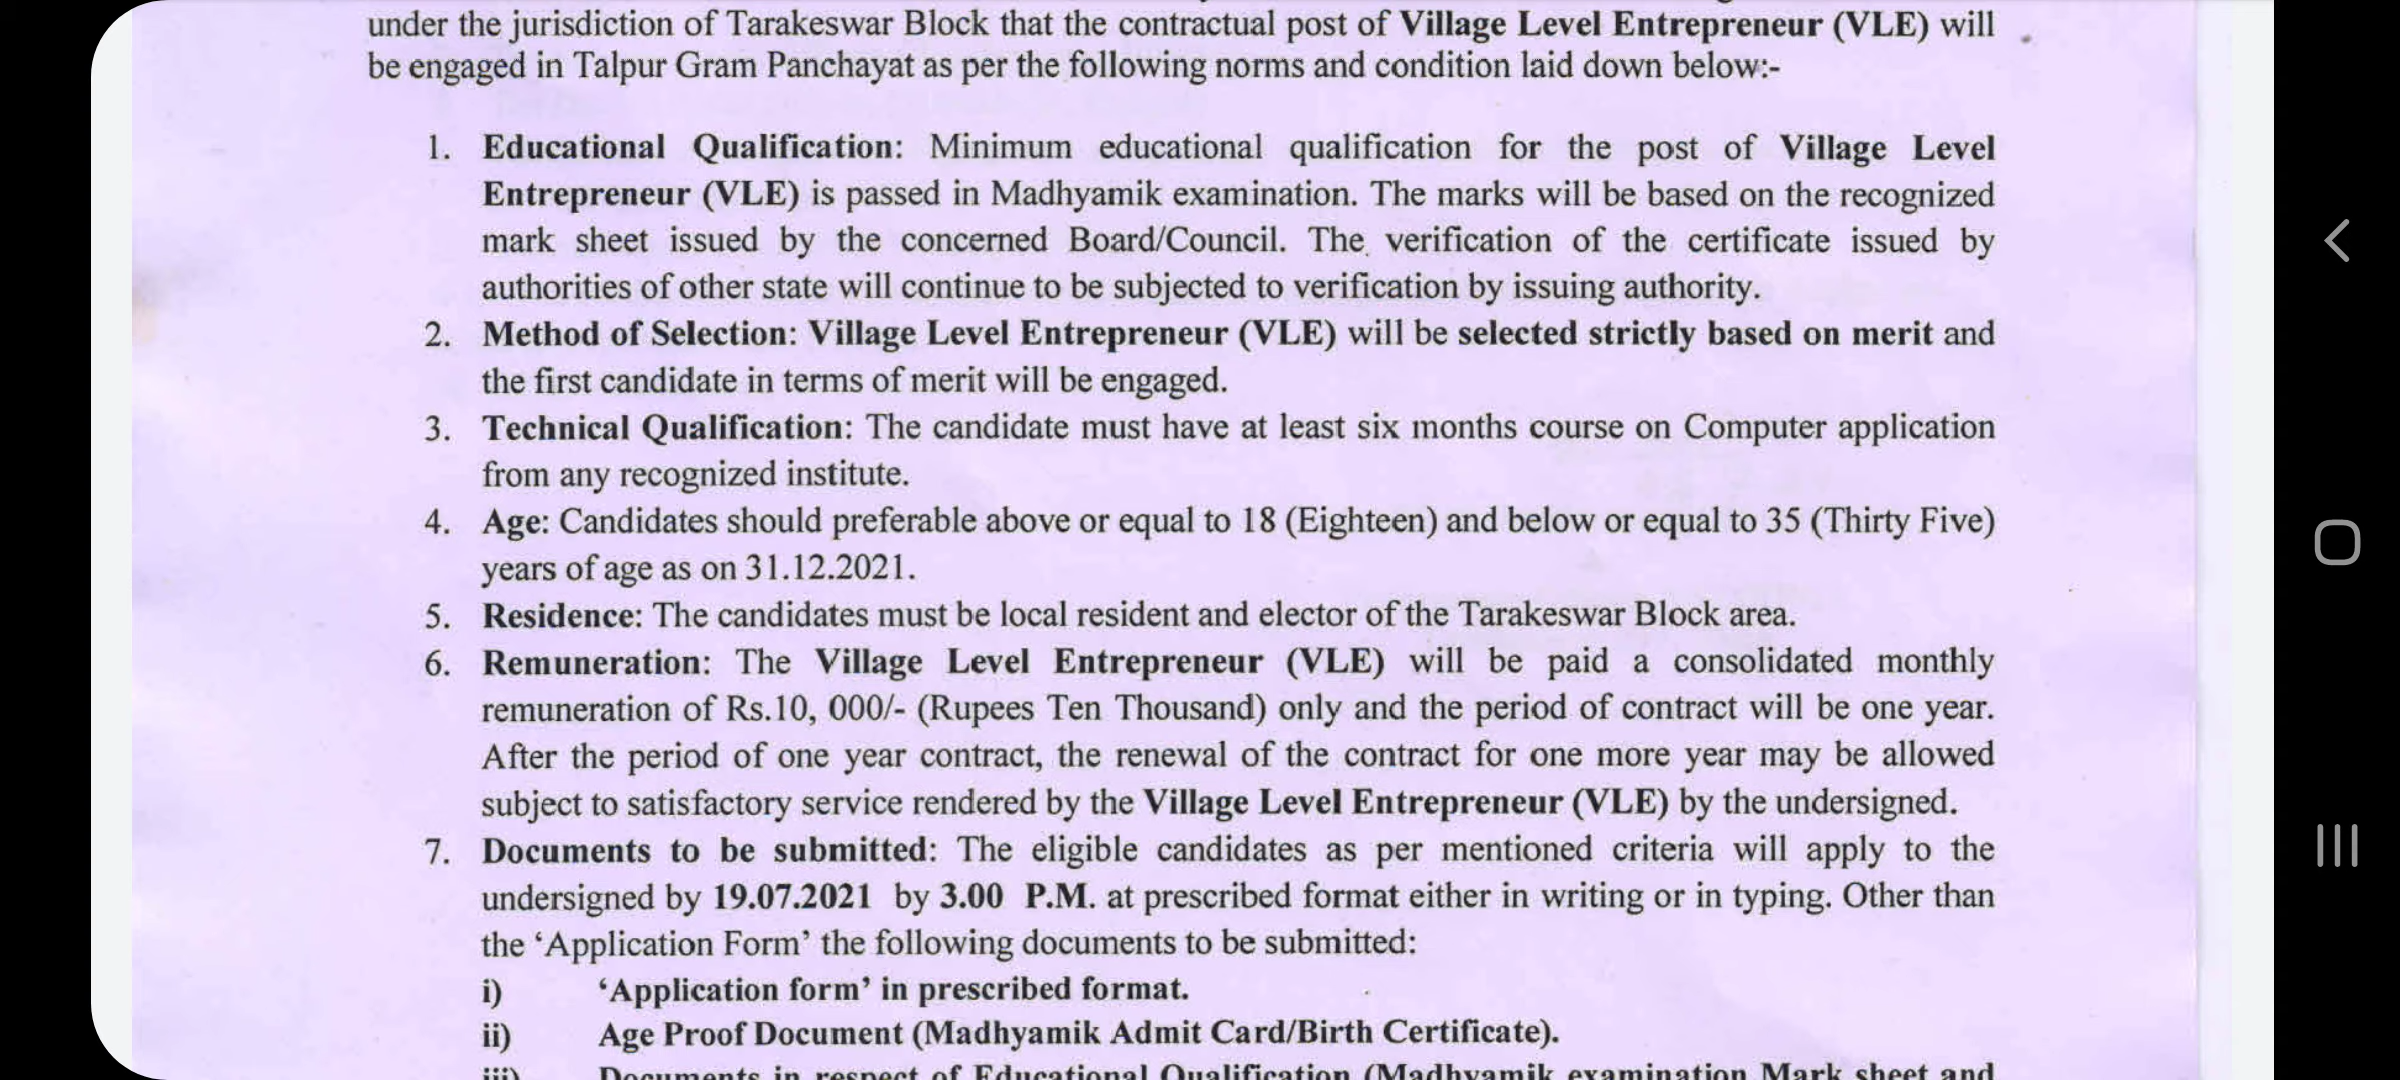 under the jurisdiction of Tarakeswar Block that the contractual post of Village Level Entrepreneur (VLE) will
be engaged in Talpur Gram Panchayat as per the following norms and condition laid down below:-
1. Educational Qualification: Minimum educational qualification for the post of Village Level
Entrepreneur (VLE) is passed in Madhyamik examination. The marks will be based on the recognized
mark sheet issued by the concerned Board/Council. The verification of the certificate issued by
authorities of other state will continue to be subjected to verification by issuing authority.
2. Method of Selection: Village Level Entrepreneur (VLE) will be selected strictly based on merit and
the first candidate in terms of merit will be engaged.
3. Technical Qualification: The candidate must have at least six months course on Computer application
from any recognized institute.
4. Age: Candidates should preferable above or equal to 18 (Eighteen) and below or equal to 35 (Thirty Five)
years of age as on 31.12.2021.
5. Residence: The candidates must be local resident and elector of the Tarakeswar Block area.
6. Remuneration: The Village Level Entrepreneur (VLE) will be paid a consolidated monthly
remuneration of Rs.10, 000/- (Rupees Ten Thousand) only and the period of contract will be one year.
After the period of one year contract, the renewal of the contract for one more year may be allowed
subject to satisfactory service rendered by the Village Level Entrepreneur (VLE) by the undersigned.
7. Documents to be submitted: The eligible candidates as per mentioned criteria will apply to the
undersigned by 19.07.2021 by 3.00 P.M. at prescribed format either in writing or in typing. Other than
the ‘Application Form’ the following documents to be submitted:
i) ‘Application form’ in prescribed format.
ii) Age Proof Document (Madhyamik Admit Card/Birth Certificate).
iii) Documents in respect of Educational Qualification (Madhyamik examination Mark sheet and